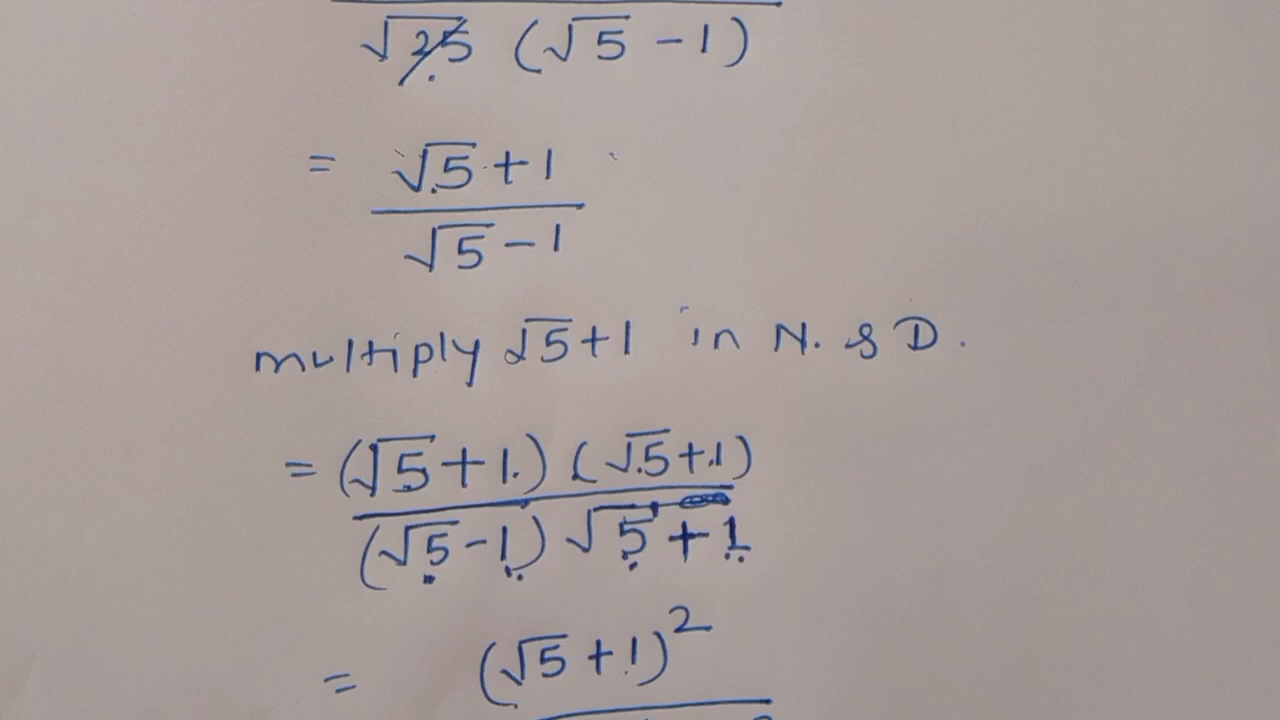 √25 (√5 - 1)
= √5 + 1
√5 - 1
multiply √5+1 in N. & D.
= (√5 + 1) (√5 + 1)
(√5 - 1) √5 + 1
= (√5 + 1)²